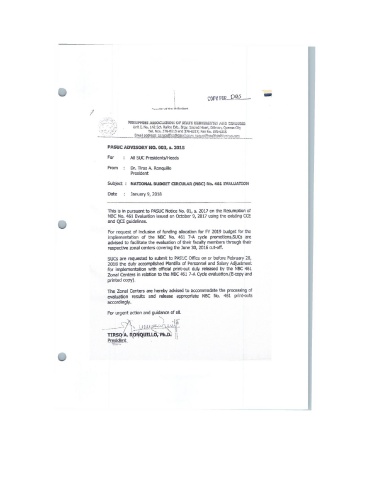 PHILIPPINE ASSOCIATION OF STATE UNIVERSITIES AND COLLEGES
PASUC ADVISORY NO. 003, s. 2018
For : All SUC Presidents/Heads
From : Dr. Tirso A. Ronquillo
President
Subject : NATIONAL BUDGET CIRCULAR (NBC) No. 461 EVALUATION
Date : January 9, 2018
This is in pursuant to PASUC Notice No. 01, s. 2017 on the Resumption of
NBC No. 461 Evaluation issued on October 9, 2017 using the existing CCE
and QCE guidelines.
For request of inclusion of funding allocation for FY 2019 budget for the
implementation of the NBC No. 461 7-A cycle promotions,SUCs are
advised to facilitate the evaluation of their faculty members through their
respective zonal centers covering the June 30, 2016 cut-off.
SUCs are requested to submit to PASUC Office on or before February 20,
2018 the duly accomplished Plantilla of Personnel and Salary Adjustment
for implementation with official print-out duly released by the NBC 461
Zonal Centers in relation to the NBC 461 7-A Cycle evaluation.(E-copy and
printed copy).
The Zonal Centers are hereby advised to accommodate the processing of
evaluation results and release appropriate NBC No. 461 print-outs
accordingly.
For urgent action and guidance of all.
TIRSO A. RONQUILLO, Ph.D.
President